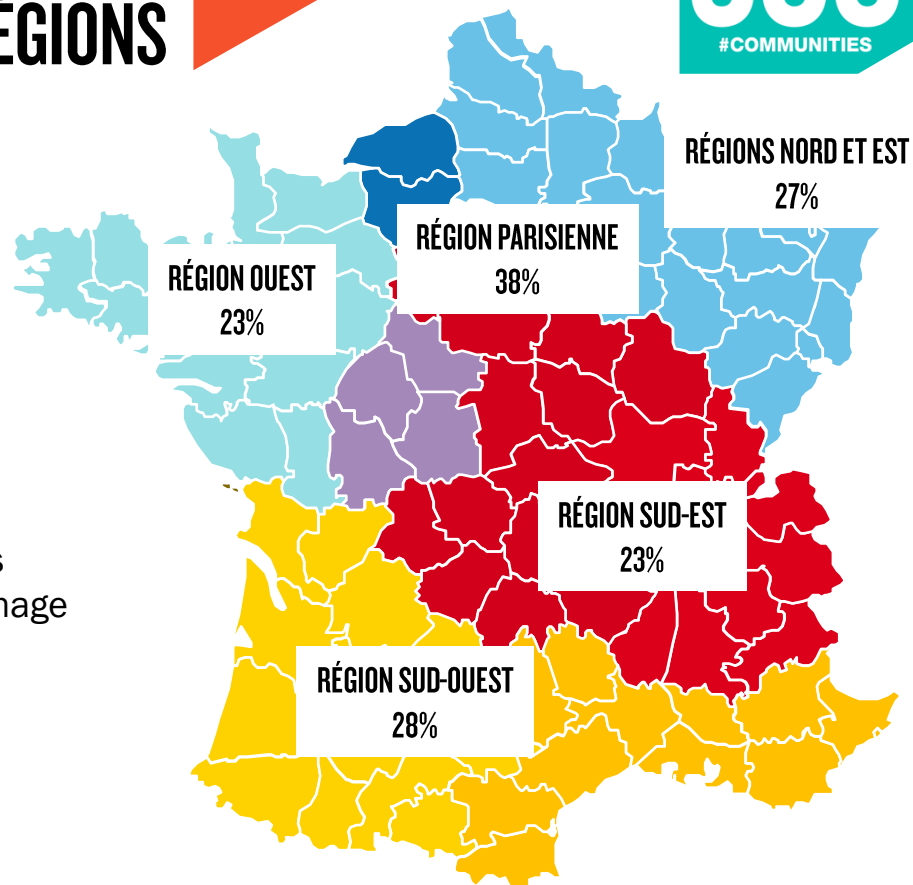 ÉGIONS
#COMMUNITIES
RÉGIONS NORD ET EST
27%
RÉGION PARISIENNE
38%
RÉGION OUEST
23%
RÉGION SUD-EST
23%
RÉGION SUD-OUEST
28%
s
nage